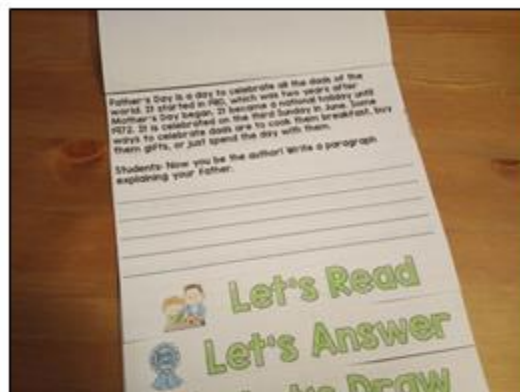 Father's Day is a day to celebrate all the dads of the
world. It started in 1910, which was two years after
Mother's Day began. It became a national holiday until
1972. It is celebrated on the third Sunday in June. Some
ways to celebrate dads are to cook them breakfast, buy
them gifts, or just spend the day with them.
Students: Now you be the author! Write a paragraph
explaining your Father.
Let's Read
Let's Answer
Let's Draw